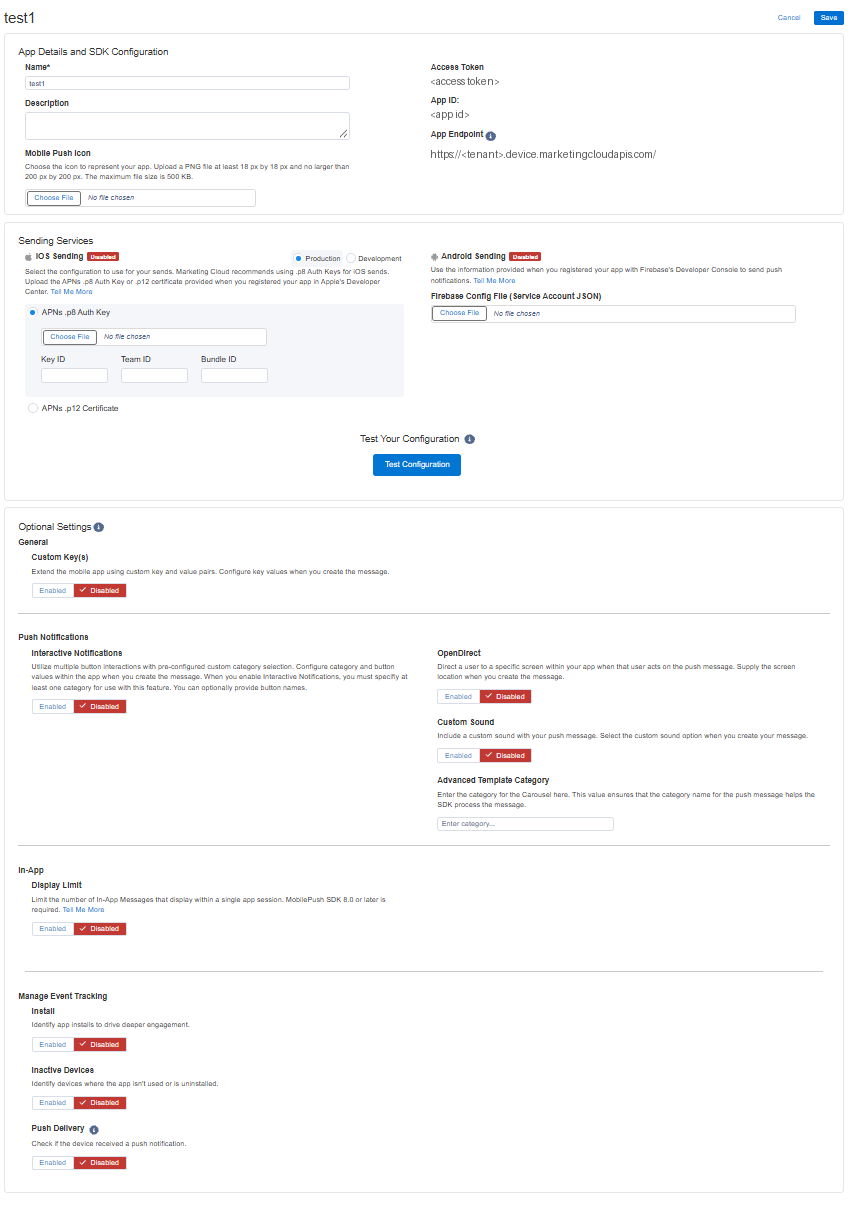 test1
Cancel
Save
App Details and SDK Configuration
Name*
test1
Description
Mobile Push Icon
Choose the icon to represent your app. Upload a PNG file at least 18 px by 18 px and no larger than
200 px by 200 px. The maximum file size is 500 KB.
Choose File No file chosen
Access Token
<access token>
App ID:
<app id>
App Endpoint
https://<tenant>.device.marketingcloudapis.com/
Sending Services
iOS Sending Disabled
Production Development
Select the configuration to use for your sends. Marketing Cloud recommends using .p8 Auth Keys for iOS sends.
Upload the APNs .p8 Auth Key or .p12 certificate provided when you registered your app in Apple's Developer
Center. Tell Me More
APNs .p8 Auth Key
Choose File No file chosen
Key ID Team ID Bundle ID
APNs .p12 Certificate
Android Sending Disabled
Use the information provided when you registered your app with Firebase's Developer Console to send push
notifications. Tell Me More
Firebase Config File (Service Account JSON)
Choose File No file chosen
Test Your Configuration
Test Configuration
Optional Settings
General
Custom Key(s)
Extend the mobile app using custom key and value pairs. Configure key values when you create the message.
Enabled Disabled
Push Notifications
Interactive Notifications
Utilize multiple button interactions with pre-configured custom category selection. Configure category and button
values within the app when you create the message. When you enable Interactive Notifications, you must specifiy at
least one category for use with this feature. You can optionally provide button names.
Enabled Disabled
OpenDirect
Direct a user to a specific screen within your app when that user acts on the push message. Supply the screen
location when you create the message.
Enabled Disabled
Custom Sound
Include a custom sound with your push message. Select the custom sound option when you create your message.
Enabled Disabled
Advanced Template Category
Enter the category for the Carousel here. This value ensures that the category name for the push message helps the
SDK process the message.
Enter category...
In-App
Display Limit
Limit the number of In-App Messages that display within a single app session. MobilePush SDK 8.0 or later is
required. Tell Me More
Enabled Disabled
Manage Event Tracking
Install
Identify app installs to drive deeper engagement.
Enabled Disabled
Inactive Devices
Identify devices where the app isn't used or is uninstalled.
Enabled Disabled
Push Delivery
Check if the device received a push notification.
Enabled Disabled